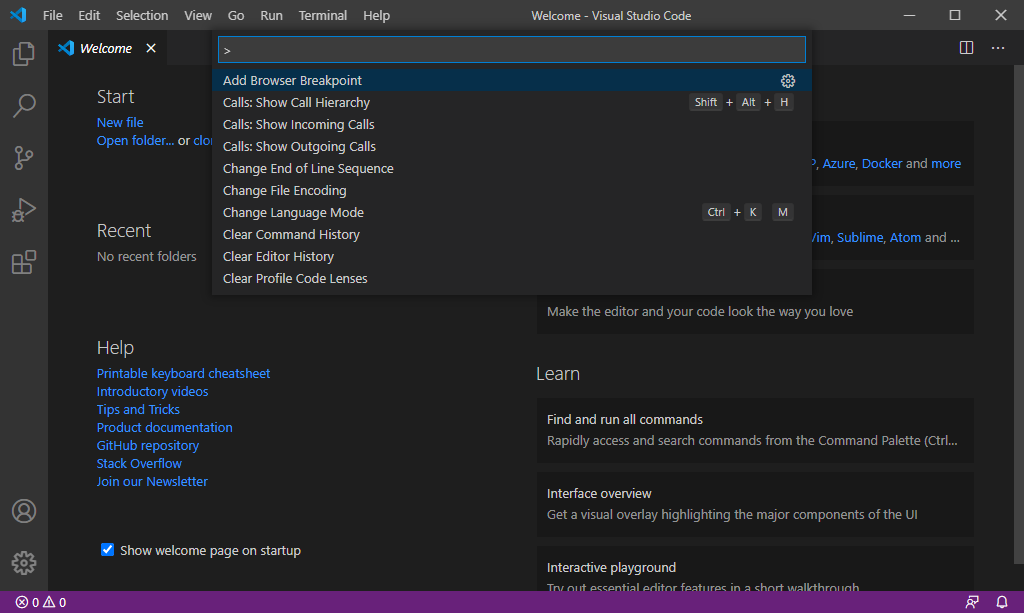 File Edit Selection View Go Run Terminal Help Welcome - Visual Studio Code
Welcome
>
Add Browser Breakpoint
Calls: Show Call Hierarchy Shift + Alt + H
Calls: Show Incoming Calls
Calls: Show Outgoing Calls
Change End of Line Sequence
Change File Encoding
Change Language Mode Ctrl + K M
Clear Command History
Clear Editor History
Clear Profile Code Lenses
Start
New file
Open folder... or
Recent
No recent folders
Help
Printable keyboard cheatsheet
Introductory videos
Tips and Tricks
Product documentation
GitHub repository
Stack Overflow
Join our Newsletter
Show welcome page on startup
, Azure, Docker and more
Vim, Sublime, Atom and ...
Make the editor and your code look the way you love
Learn
Find and run all commands
Rapidly access and search commands from the Command Palette (Ctrl...
Interface overview
Get a visual overlay highlighting the major components of the UI
Interactive playground
Try out essential editor features in a short walkthrough
0 0